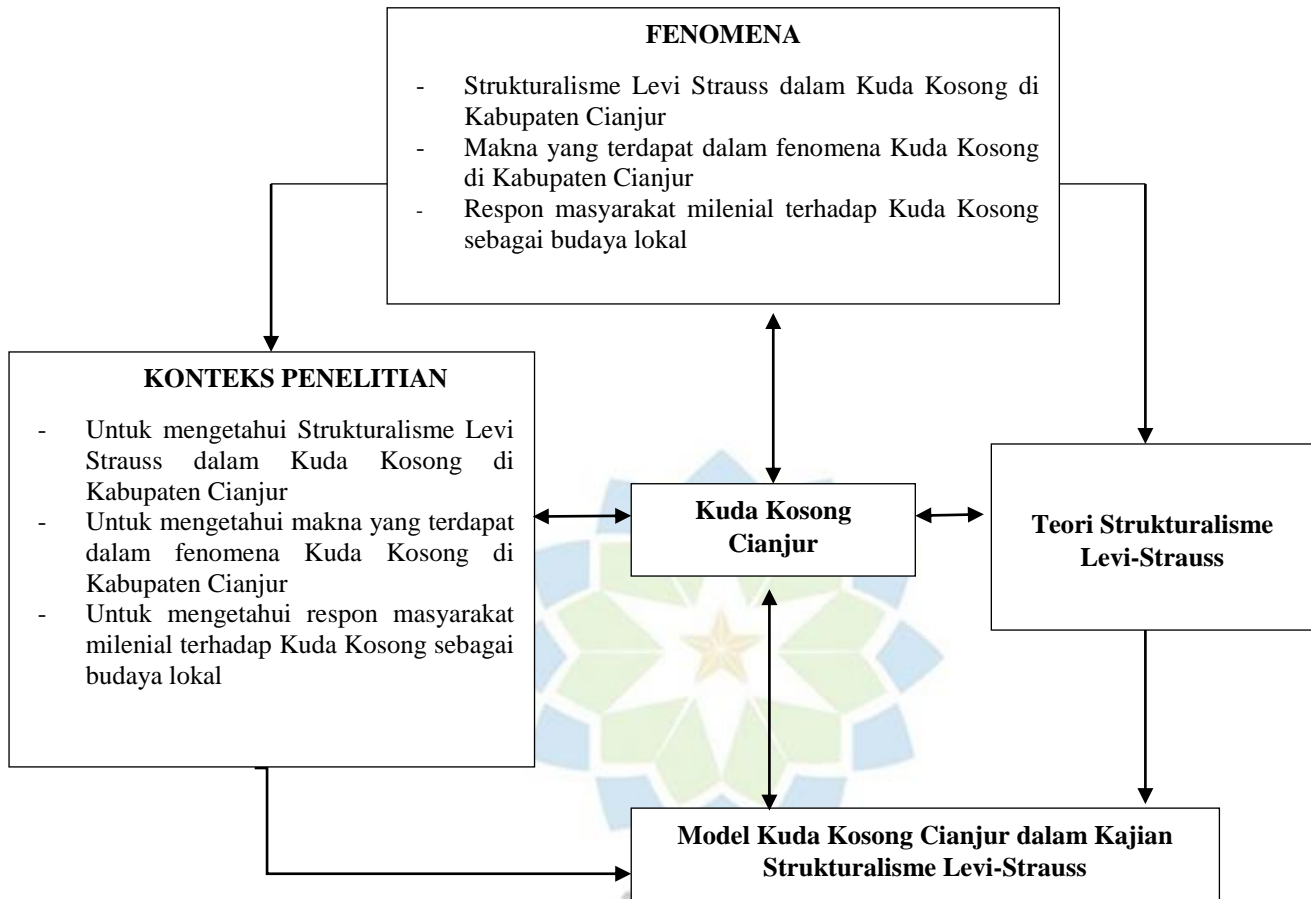 FENOMENA
- Strukturalisme Levi Strauss dalam Kuda Kosong di
Kabupaten Cianjur
- Makna yang terdapat dalam fenomena Kuda Kosong
di Kabupaten Cianjur
- Respon masyarakat milenial terhadap Kuda Kosong
sebagai budaya lokal
KONTEKS PENELITIAN
- Untuk mengetahui Strukturalisme Levi
Strauss dalam Kuda Kosong di
Kabupaten Cianjur
- Untuk mengetahui makna yang terdapat
dalam fenomena Kuda Kosong di
Kabupaten Cianjur
- Untuk mengetahui respon masyarakat
milenial terhadap Kuda Kosong sebagai
budaya lokal
Kuda Kosong
Cianjur
Teori Strukturalisme
Levi-Strauss
Model Kuda Kosong Cianjur dalam Kajian
Strukturalisme Levi-Strauss